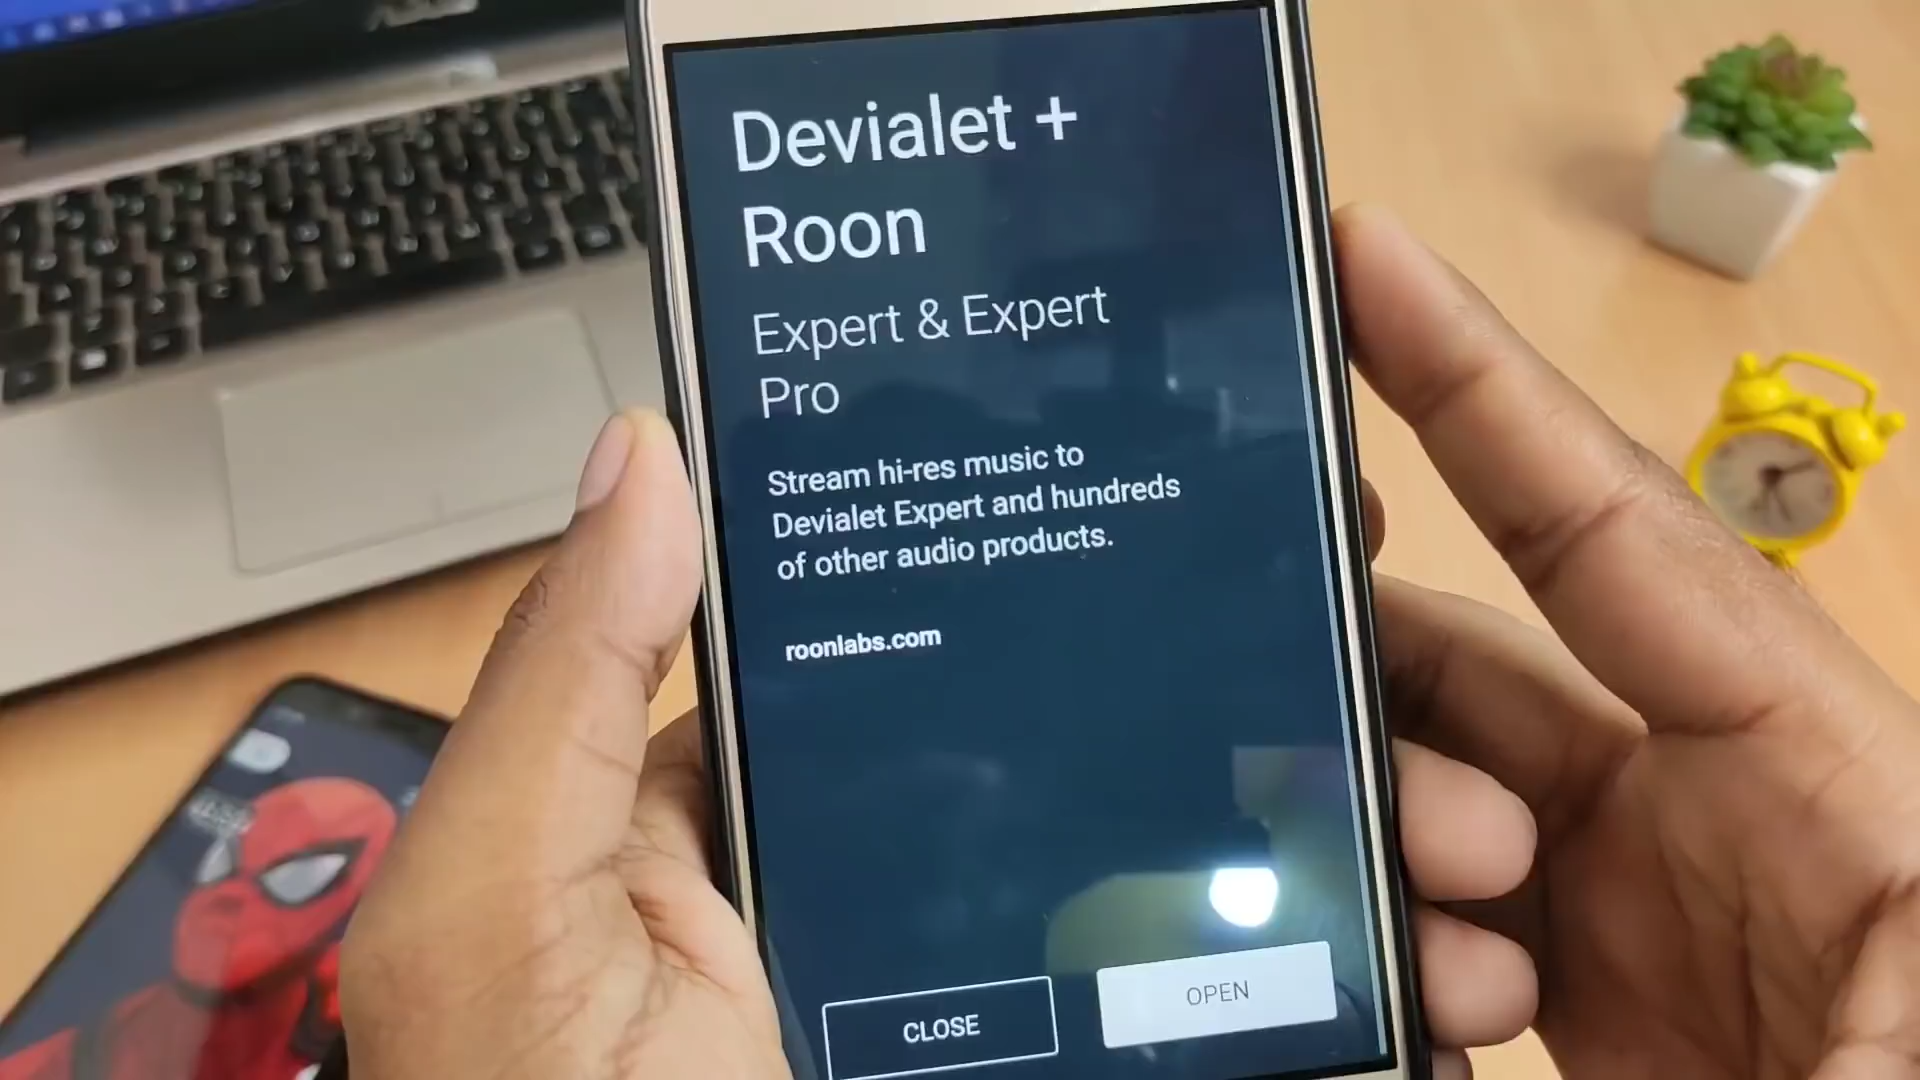 ASUS
Devialet +
Roon
Expert & Expert
Pro
Stream hi-res music to
Devialet Expert and hundreds
of other audio products.
roonlabs.com
CLOSE
OPEN